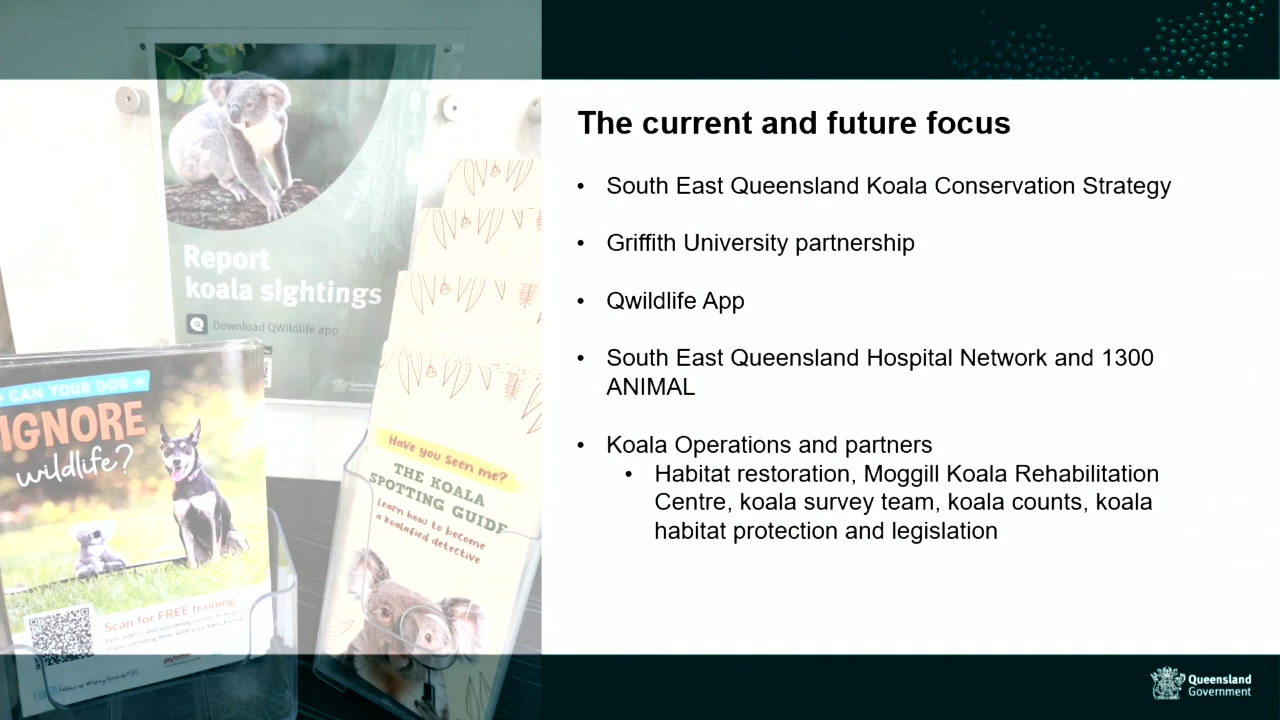 The current and future focus
• South East Queensland Koala Conservation Strategy
• Griffith University partnership
• Qwildlife App
• South East Queensland Hospital Network and 1300
ANIMAL
• Koala Operations and partners
• Habitat restoration, Moggill Koala Rehabilitation
Centre, koala survey team, koala counts, koala
habitat protection and legislation
Report
koala sightings
Download QWildlife app
Queensland
Government
CAN YOUR DOG
IGNORE
wildlife?
Scan for FREE training
Have you seen me?
THE KOALA
SPOTTING GUIDE
Learn how to become
a koalafied detective
Queensland
Government